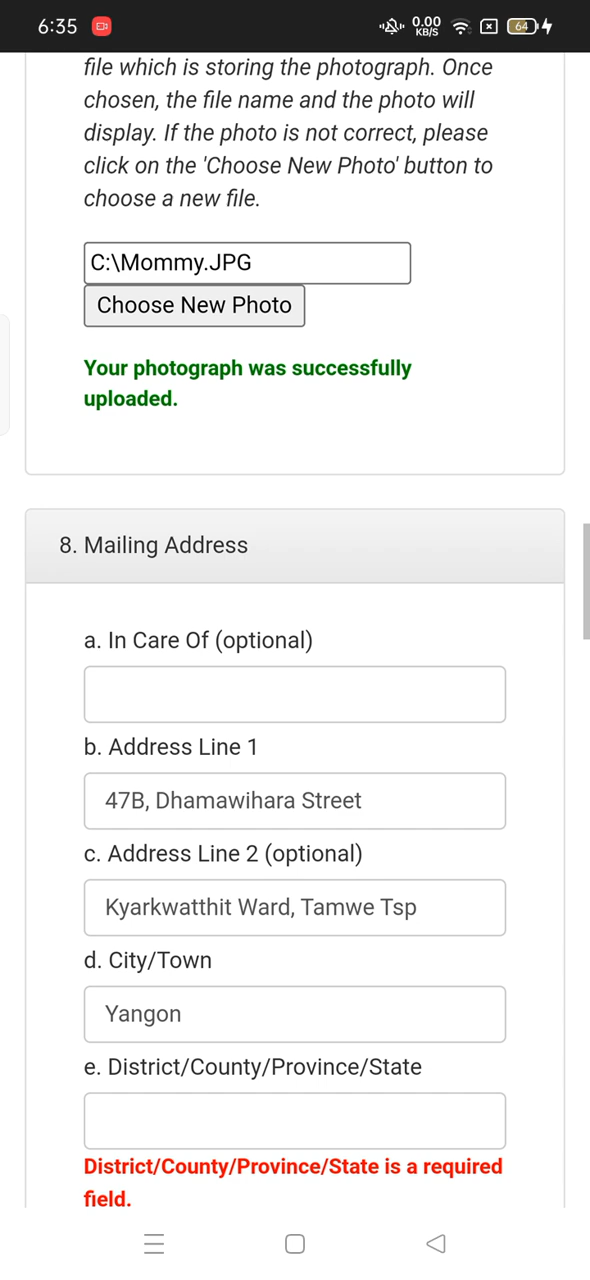 6:35
0.00
KB/S
64
file which is storing the photograph. Once
chosen, the file name and the photo will
display. If the photo is not correct, please
click on the 'Choose New Photo' button to
choose a new file.
C:\Mommy.JPG
Choose New Photo
Your photograph was successfully
uploaded.
8. Mailing Address
a. In Care Of (optional)
b. Address Line 1
47B, Dhamawihara Street
c. Address Line 2 (optional)
Kyarkwatthit Ward, Tamwe Tsp
d. City/Town
Yangon
e. District/County/Province/State
District/County/Province/State is a required
field.